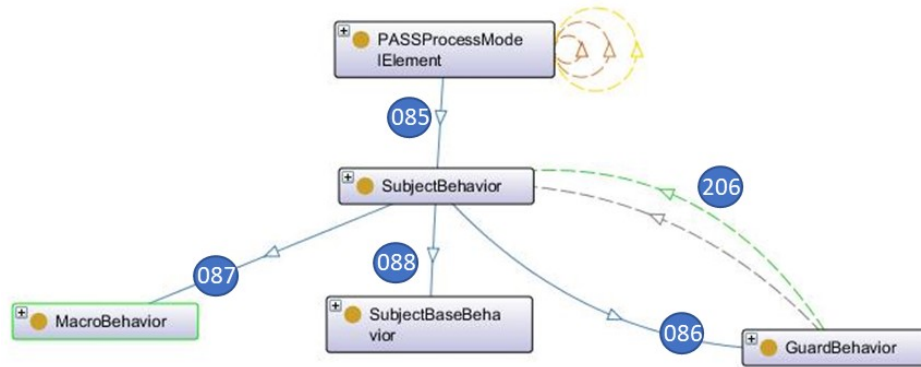 PASSProcessMode
lElement
085
SubjectBehavior
206
087
088
MacroBehavior
SubjectBaseBeha
vior
086
GuardBehavior